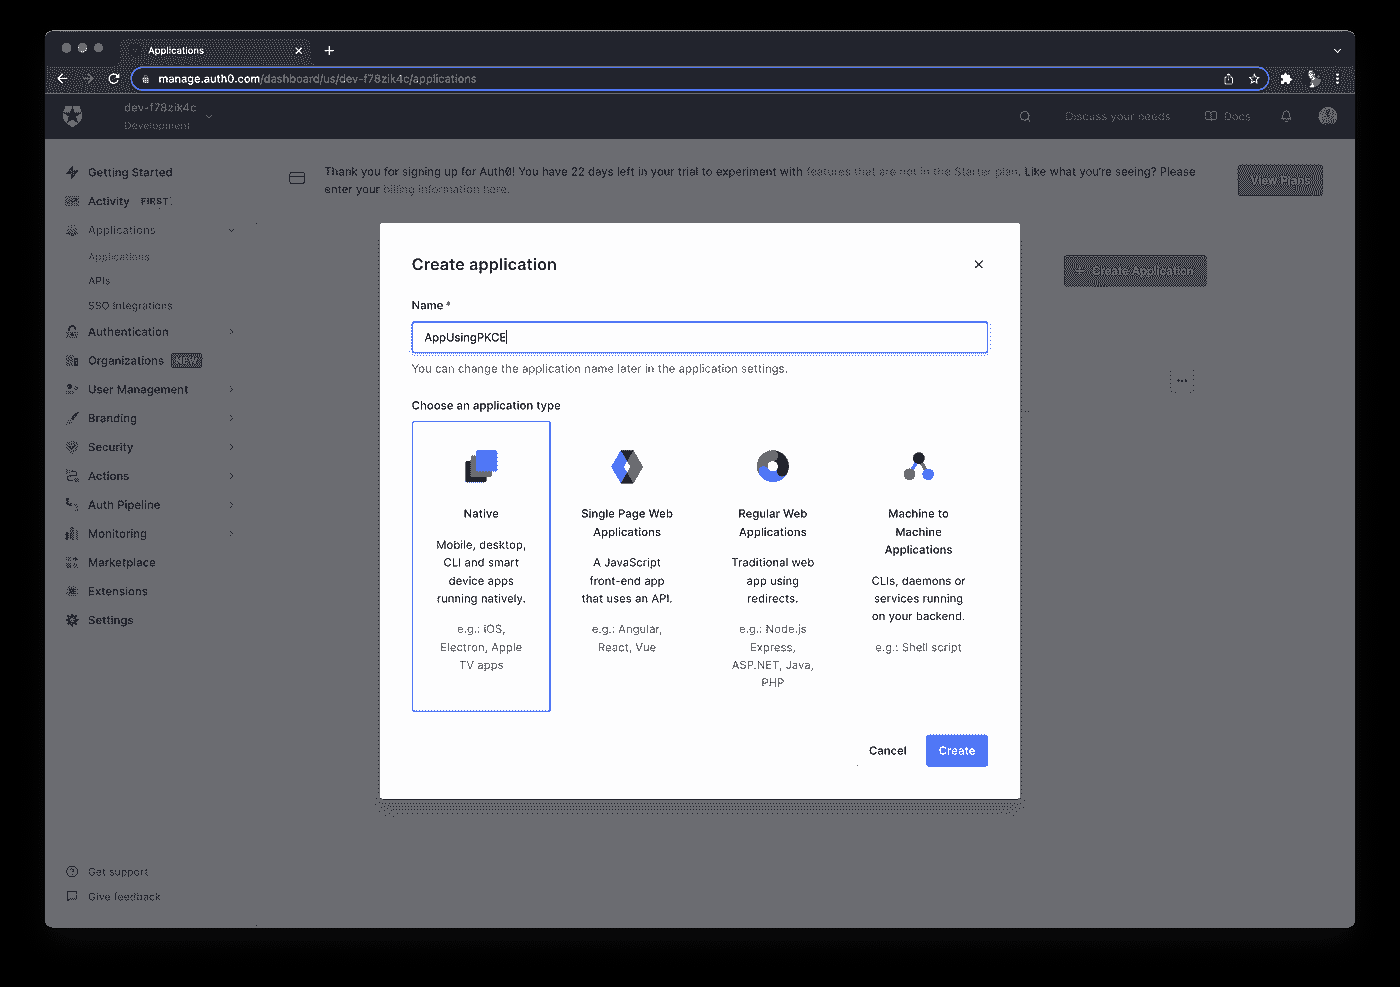 Applications
manage.auth0.com/dashboard/us/dev-f78zik4c/applications
dev-f78zik4c
Development
Discuss your needs
Docs
Getting Started
Activity FIRST
Applications
Applications
APIs
SSO Integrations
Authentication
Organizations NEW
User Management
Branding
Security
Actions
Auth Pipeline
Monitoring
Marketplace
Extensions
Settings
Get support
Give feedback
Thank you for signing up for Auth0! You have 22 days left in your trial to experiment with features that are not in the Starter plan. Like what you're seeing? Please
enter your billing information here.
View Plans
+ Create Application
Create application
Name *
AppUsingPKCE
You can change the application name later in the application settings.
Choose an application type
Native
Mobile, desktop,
CLI and smart
device apps
running natively.
e.g.: iOS,
Electron, Apple
TV apps
Single Page Web
Applications
A JavaScript
front-end app
that uses an API.
e.g.: Angular,
React, Vue
Regular Web
Applications
Traditional web
app using
redirects.
e.g.: Node.js
Express,
ASP.NET, Java,
PHP
Machine to
Machine
Applications
CLIs, daemons or
services running
on your backend.
e.g.: Shell script
Cancel
Create